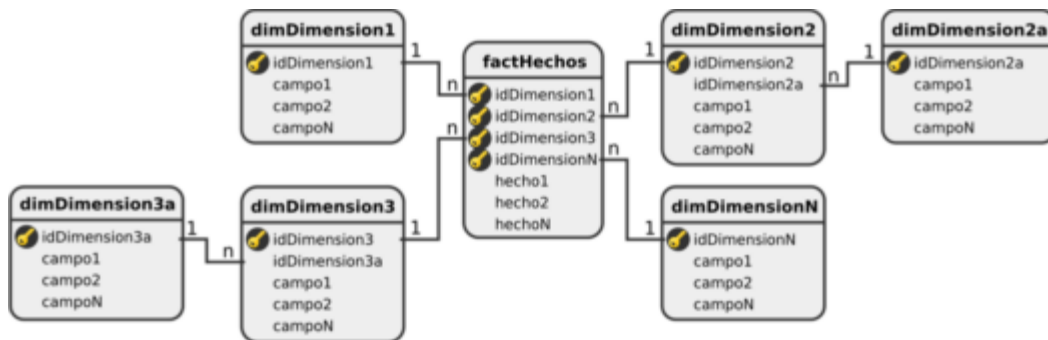 dimDimension1
idDimension1
campo1
campo2
campoN
1
n
factHechos
idDimension1
idDimension2
idDimension3
idDimensionN
hecho1
hecho2
hechoN
n
1
dimDimension2
idDimension2
idDimension2a
campo1
campo2
campoN
n
1
dimDimension2a
idDimension2a
campo1
campo2
campoN
dimDimension3a
idDimension3a
campo1
campo2
campoN
1
n
dimDimension3
idDimension3
idDimension3a
campo1
campo2
campoN
1
n
n
1
dimDimensionN
idDimensionN
campo1
campo2
campoN